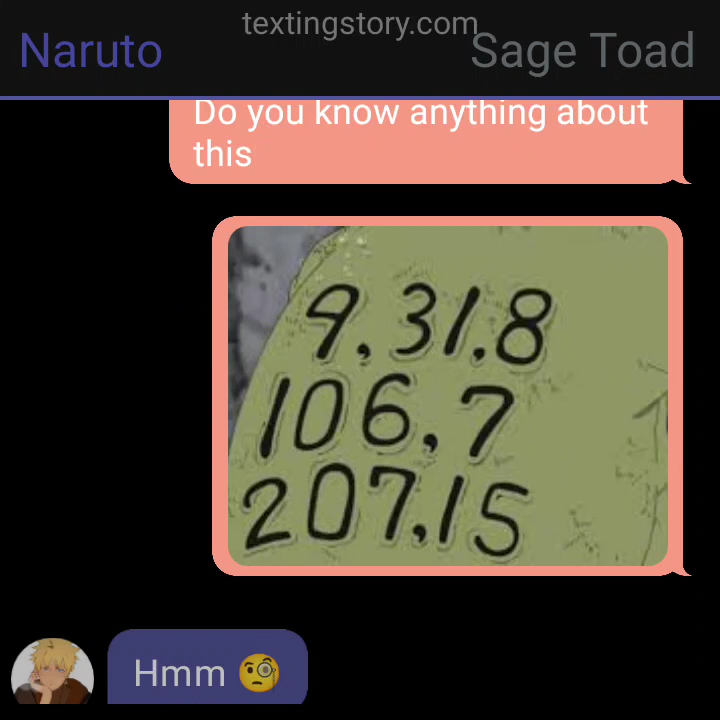 textingstory.com
Naruto
Sage Toad
Do you know anything about
this
9,31,8
106,7
207,15
Hmm 🧐